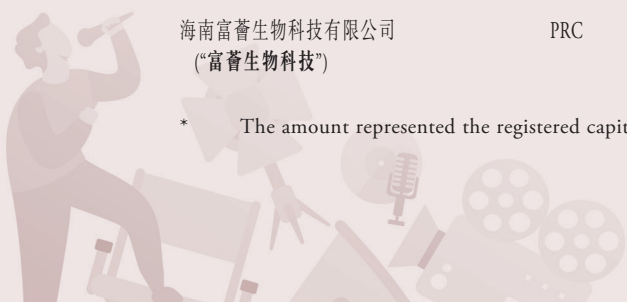 海南富薈生物科技有限公司 PRC
(“富薈生物科技”)
* The amount represented the registered capit